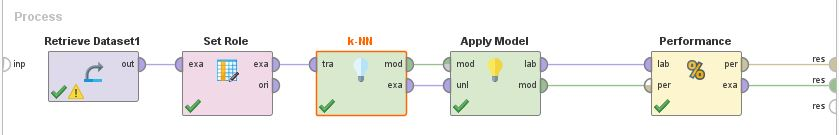 Process
Retrieve Dataset1
Set Role
k-NN
Apply Model
Performance
inp
out
exa
exa
ori
tra
mod
exa
mod
lab
unl
mod
lab
per
per
exa
%
res
res
res